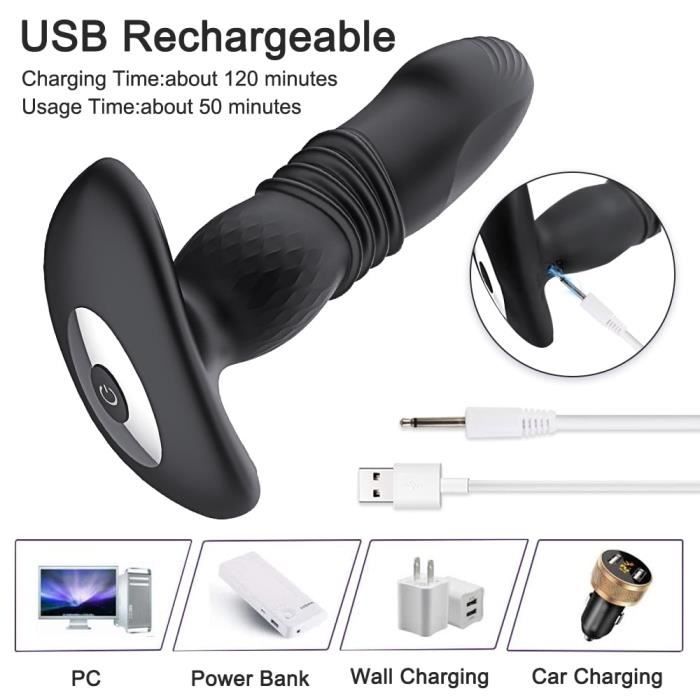 USB Rechargeable
Charging Time:about 120 minutes
Usage Time:about 50 minutes
PC
Power Bank
Wall Charging
Car Charging